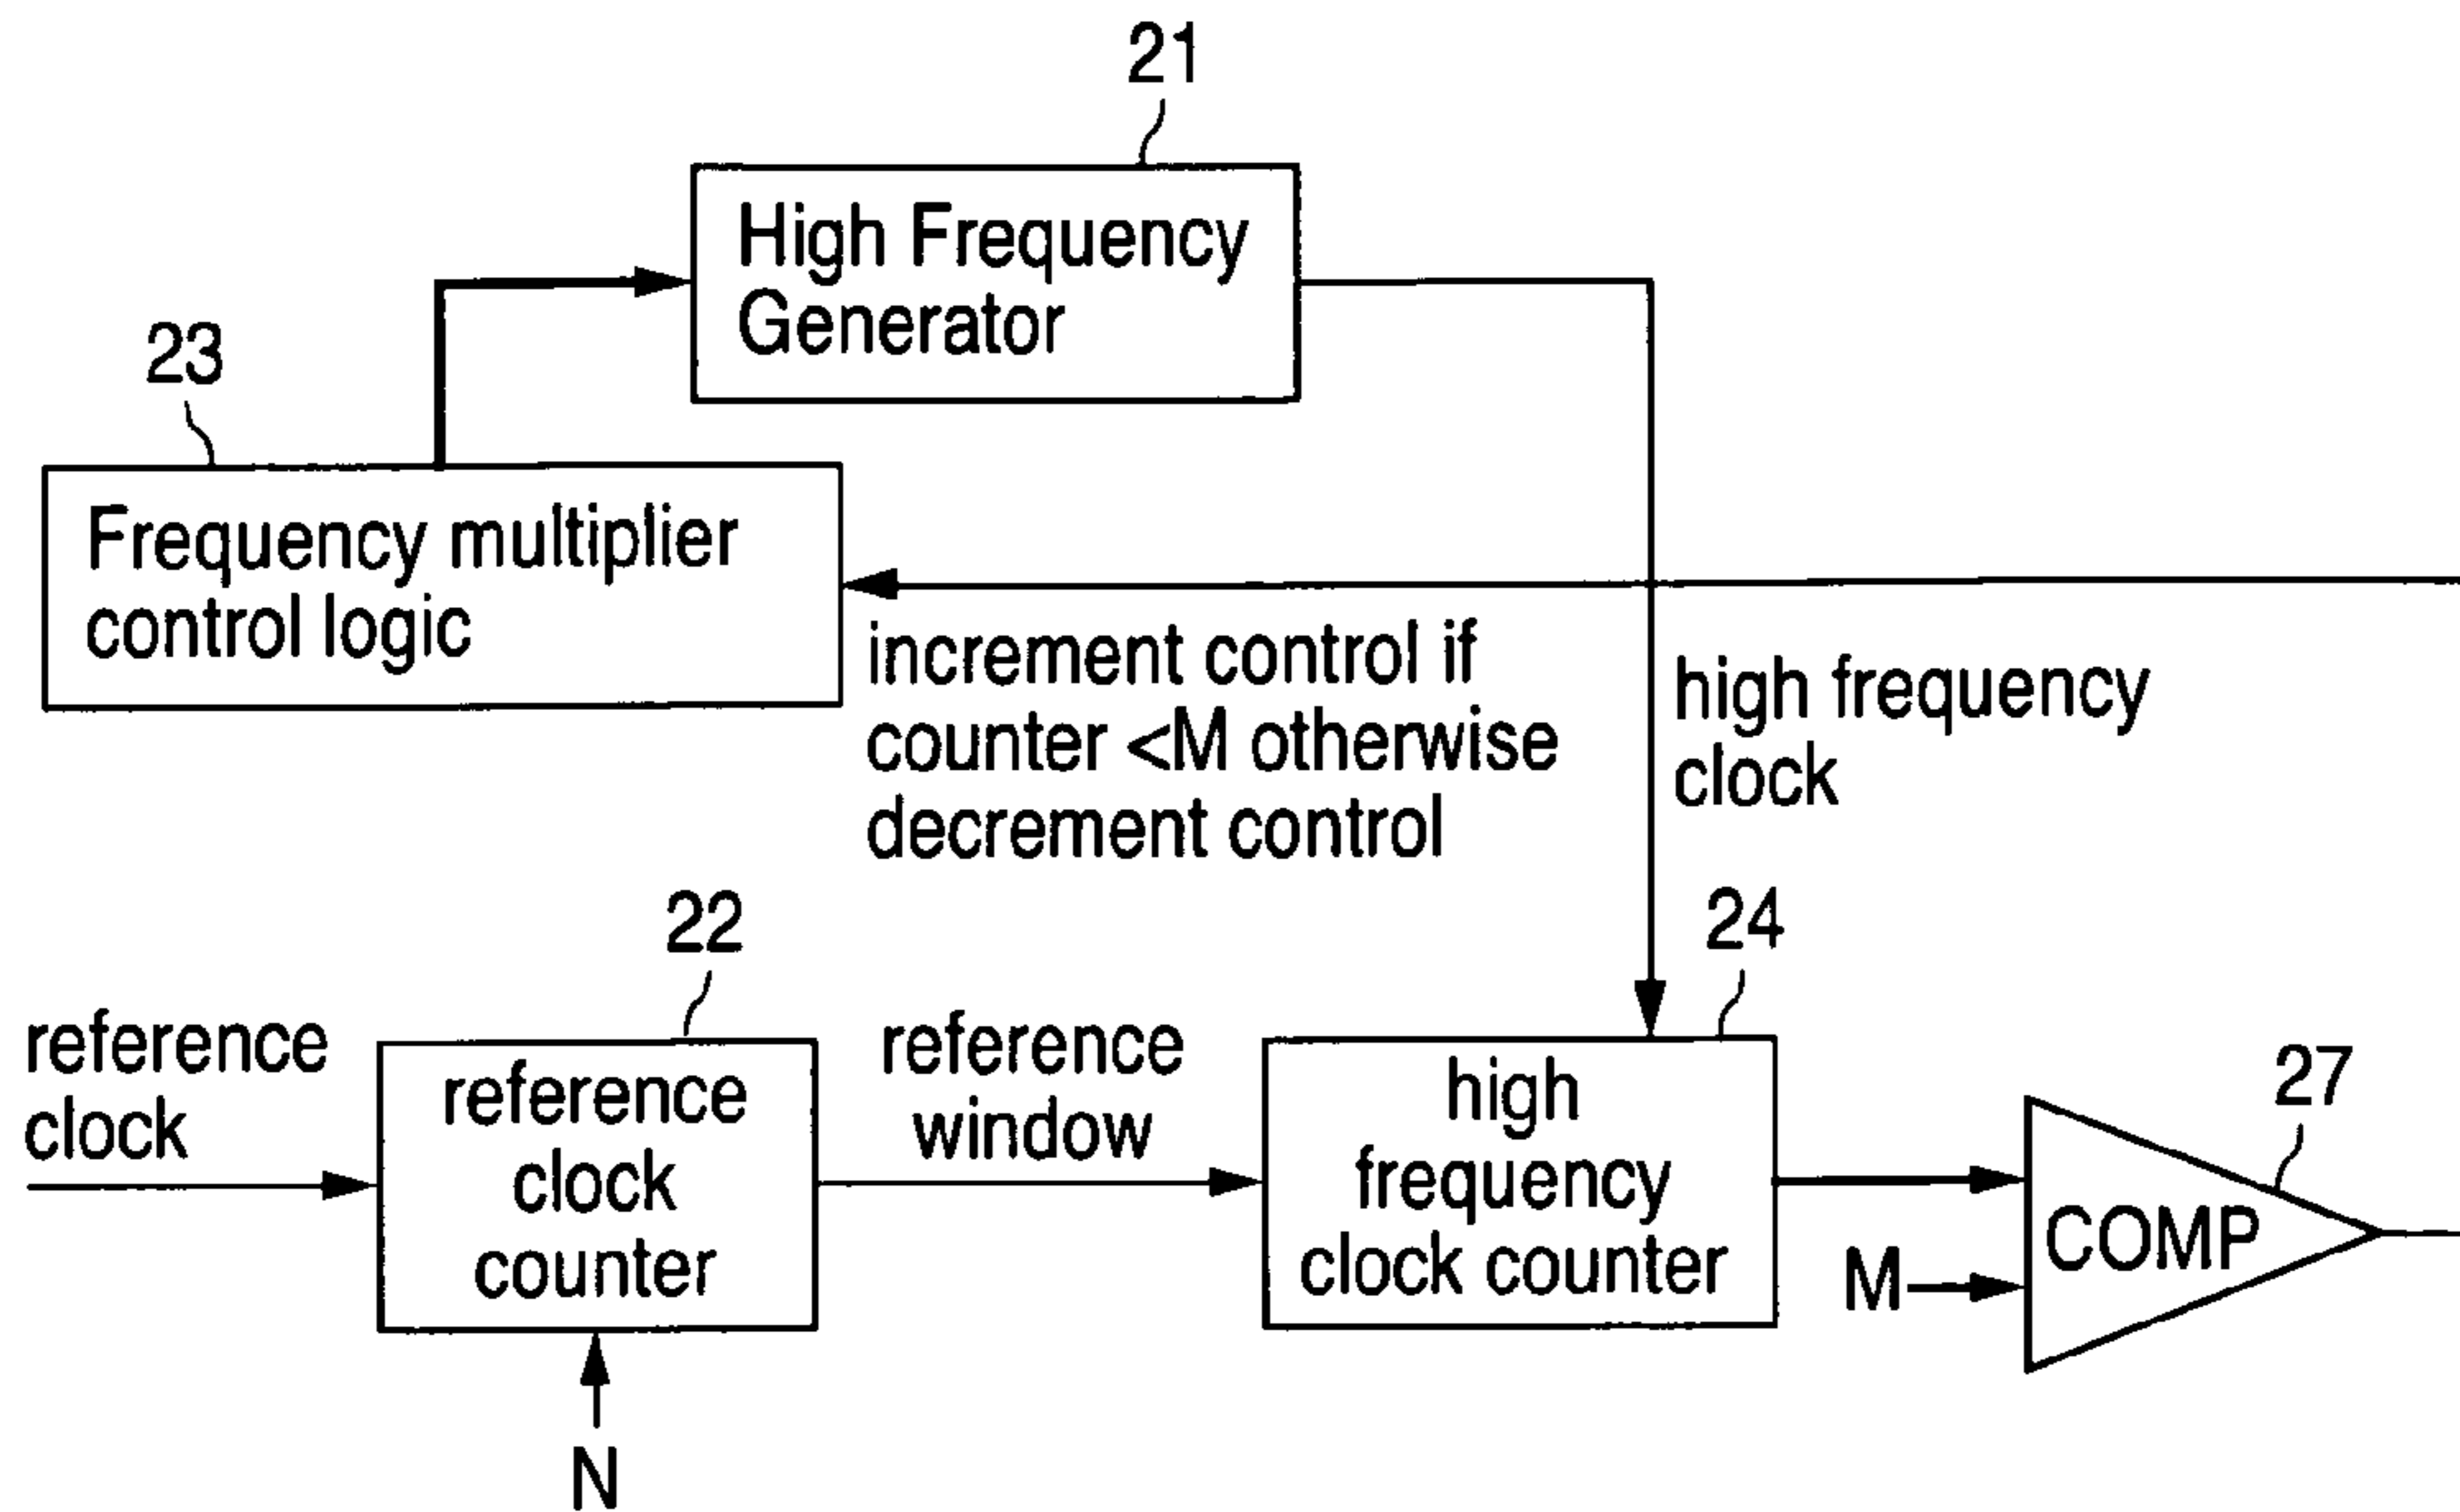 21
High Frequency
Generator
23
Frequency multiplier
control logic
increment control if
counter <M otherwise
decrement control
high frequency
clock
22
24
reference
clock
reference
clock
counter
reference
window
high
frequency
clock counter
27
COMP
M
N